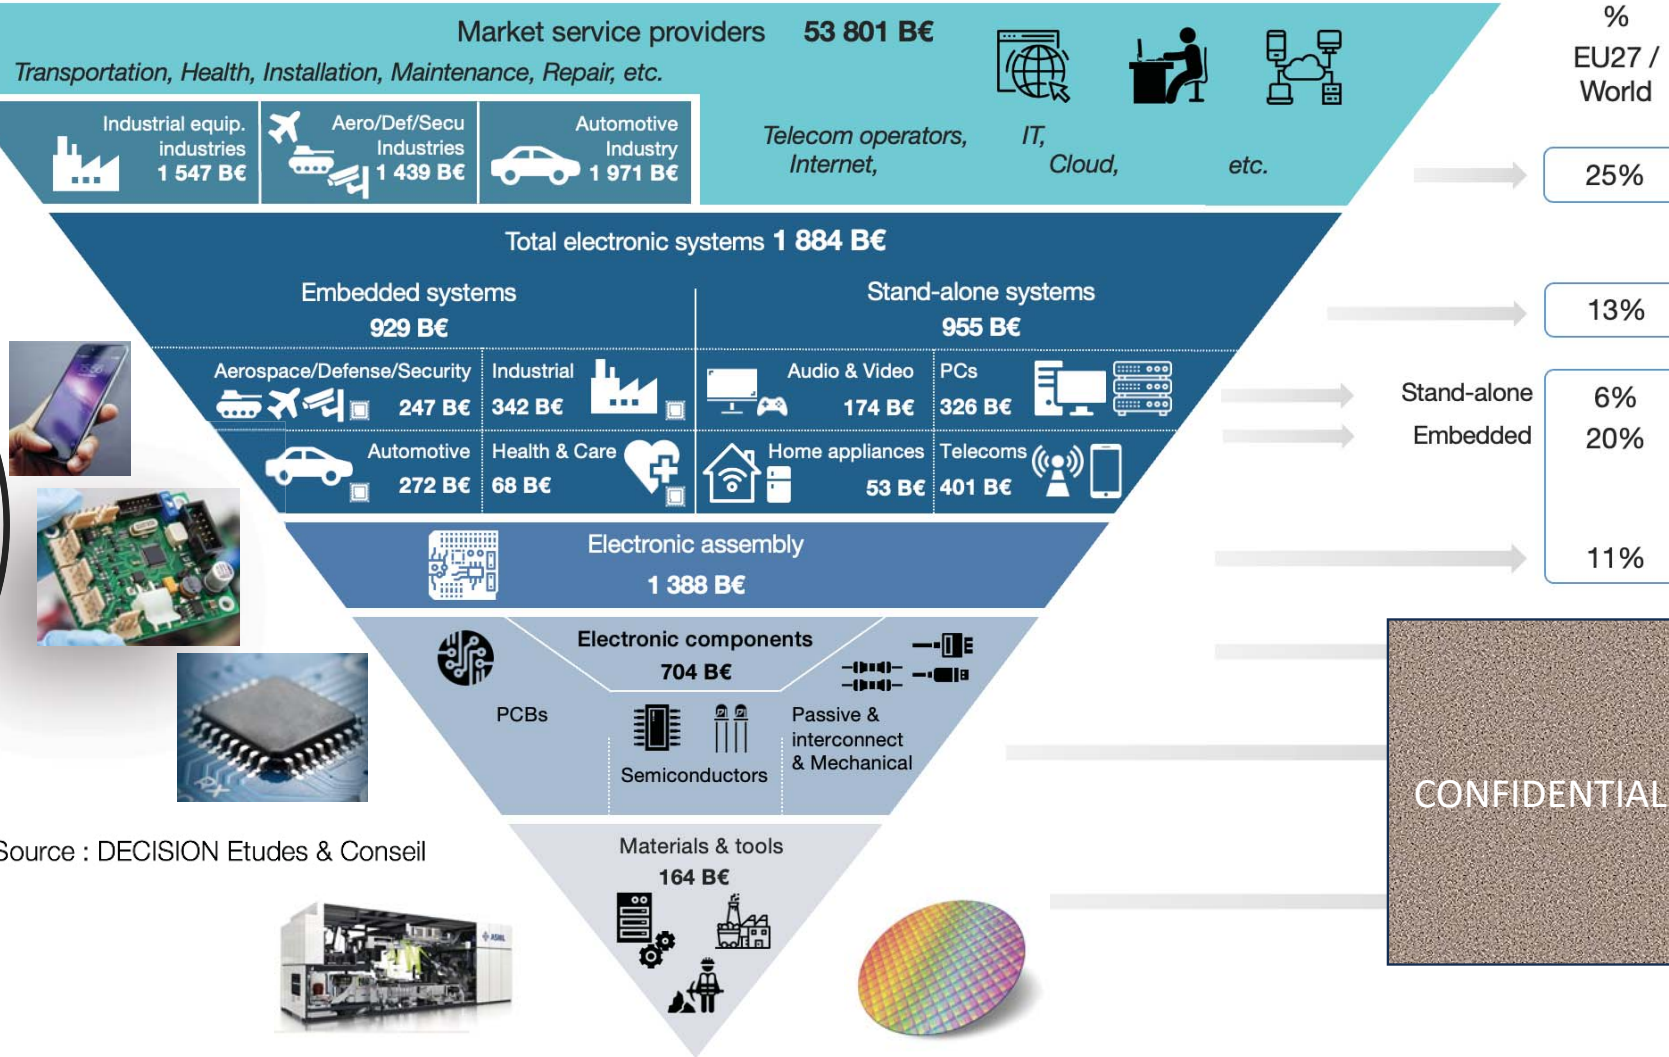 Market service providers 53 801 B€
Transportation, Health, Installation, Maintenance, Repair, etc.
%
EU27 /
World
Industrial equip.
industries
1 547 B€
Aero/Def/Secu
Industries
1 439 B€
Automotive
Industry
1 971 B€
Telecom operators, IT,
Internet, Cloud, etc.
25%
Total electronic systems 1 884 B€
Embedded systems
929 B€
Stand-alone systems
955 B€
13%
Aerospace/Defense/Security
247 B€
Industrial
342 B€
Audio & Video
174 B€
PCs
326 B€
Stand-alone 6%
Embedded 20%
Automotive
272 B€
Health & Care
68 B€
Home appliances
53 B€
Telecoms
401 B€
Electronic assembly
1 388 B€
11%
Electronic components
704 B€
PCBs
Semiconductors
Passive &
interconnect
& Mechanical
CONFIDENTIAL
Source : DECISION Etudes & Conseil
Materials & tools
164 B€
ASML
RX